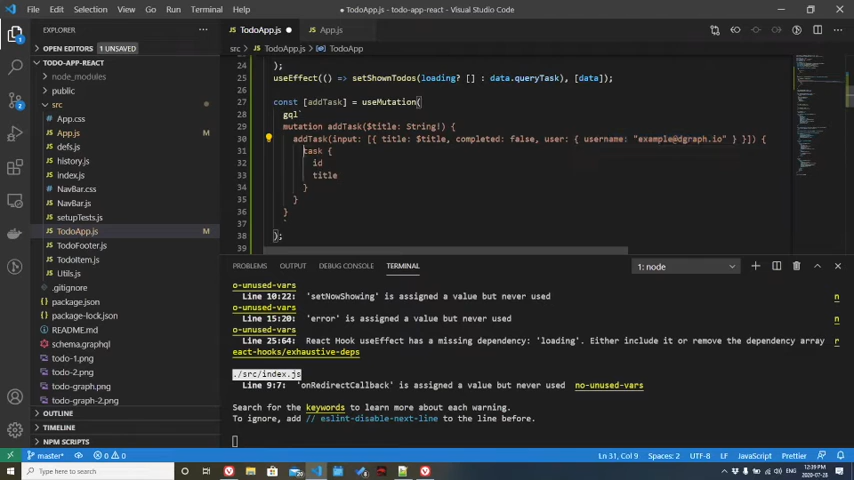 File Edit Selection View Go Run Terminal Help
● TodoApp.js - todo-app-react - Visual Studio Code
EXPLORER
OPEN EDITORS 1 UNSAVED
TODO-APP-REACT
node_modules
public
src
App.css
App.js M
defs.js
history.js
index.js
NavBar.css
NavBar.js
setupTests.js
TodoApp.js M
TodoFooter.js
TodoItem.js
Utils.js
.gitignore
package.json
package-lock.json
README.md
schema.graphql
todo-1.png
todo-2.png
todo-graph.png
todo-graph-2.png
OUTLINE
TIMELINE
NPM SCRIPTS
TodoApp.js ● App.js
src > TodoApp.js > TodoApp
24 );
25 useEffect(() => setShownTodos(loading? [] : data.queryTask), [data]);
26
27 const [addTask] = useMutation(
28 gql`
29 mutation addTask($title: String!) {
30 addTask(input: [{ title: $title, completed: false, user: { username: "example@dgraph.io" } }]) {
31 task {
32 id
33 title
34 }
35 }
36 }
37 `
38 );
39
PROBLEMS OUTPUT DEBUG CONSOLE TERMINAL 1: node
o-unused-vars
Line 10:22: 'setNowShowing' is assigned a value but never used n
o-unused-vars
Line 15:20: 'error' is assigned a value but never used n
o-unused-vars
Line 25:64: React Hook useEffect has a missing dependency: 'loading'. Either include it or remove the dependency array r
eact-hooks/exhaustive-deps
./src/index.js
Line 9:7: 'onRedirectCallback' is assigned a value but never used no-unused-vars
Search for the keywords to learn more about each warning.
To ignore, add // eslint-disable-next-line to the line before.
master* 0 0 Ln 31, Col 9 Spaces: 2 UTF-8 LF JavaScript Prettier
Type here to search
12:39 PM
2020-07-28